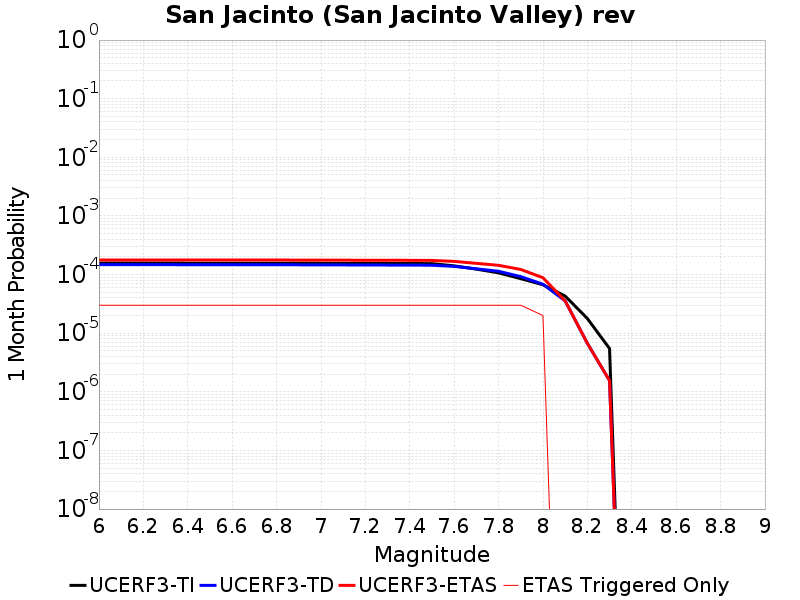 San Jacinto (San Jacinto Valley) rev
1 Month Probability
10^0
10^-1
10^-2
10^-3
10^-4
10^-5
10^-6
10^-7
10^-8
6 6.2 6.4 6.6 6.8 7 7.2 7.4 7.6 7.8 8 8.2 8.4 8.6 8.8 9
Magnitude
UCERF3-TI UCERF3-TD UCERF3-ETAS ETAS Triggered Only